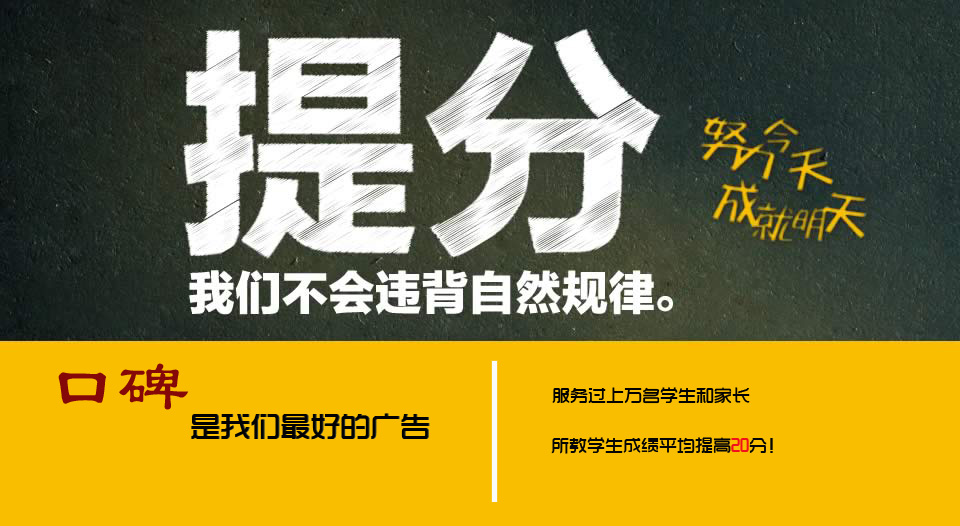 提分
努力今天
成就明天
我们不会违背自然规律。
口碑
是我们最好的广告
服务过上万名学生和家长
所教学生成绩平均提高20分！